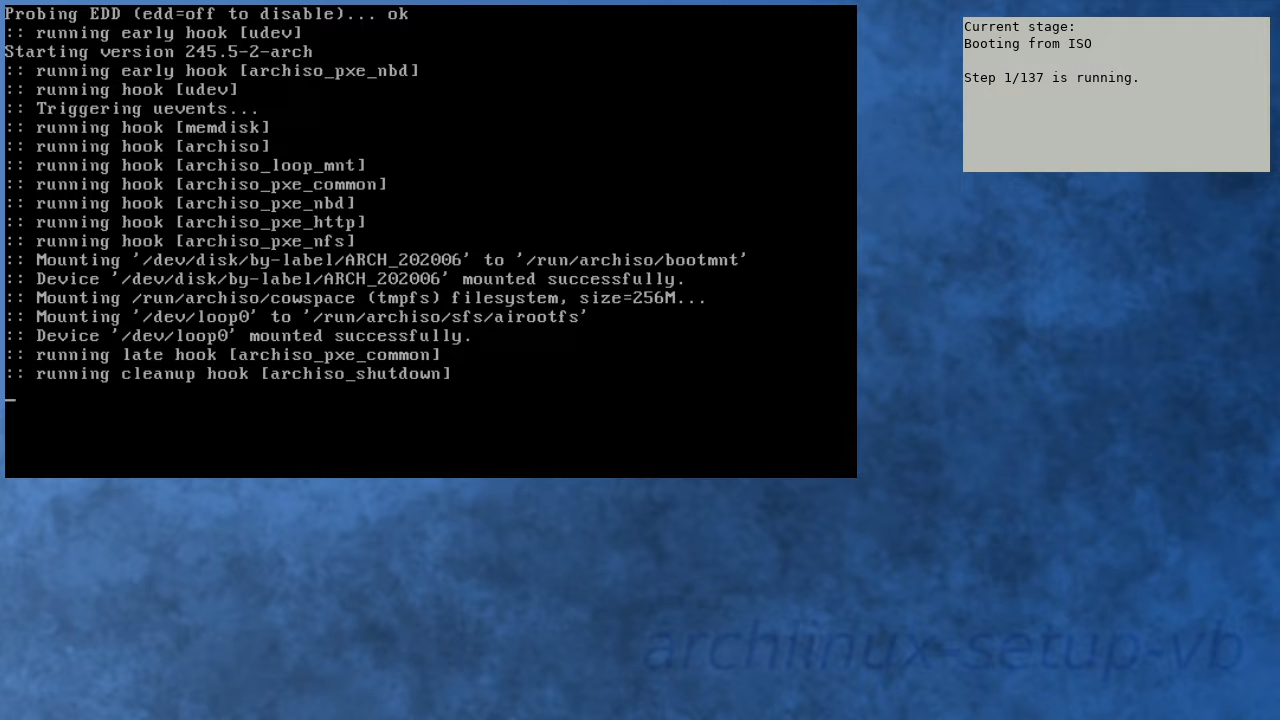 Probing EDD (edd=off to disable)... ok
:: running early hook [udev]
Starting version 245.5-2-arch
:: running early hook [archiso_pxe_nbd]
:: running hook [udev]
:: Triggering uevents...
:: running hook [memdisk]
:: running hook [archiso]
:: running hook [archiso_loop_mnt]
:: running hook [archiso_pxe_common]
:: running hook [archiso_pxe_nbd]
:: running hook [archiso_pxe_http]
:: running hook [archiso_pxe_nfs]
:: Mounting '/dev/disk/by-label/ARCH_202006' to '/run/archiso/bootmnt'
:: Device '/dev/disk/by-label/ARCH_202006' mounted successfully.
:: Mounting /run/archiso/cowspace (tmpfs) filesystem, size=256M...
:: Mounting '/dev/loop0' to '/run/archiso/sfs/airootfs'
:: Device '/dev/loop0' mounted successfully.
:: running late hook [archiso_pxe_common]
:: running cleanup hook [archiso_shutdown]
Current stage:
Booting from ISO
Step 1/137 is running.
archlinux-setup-vb